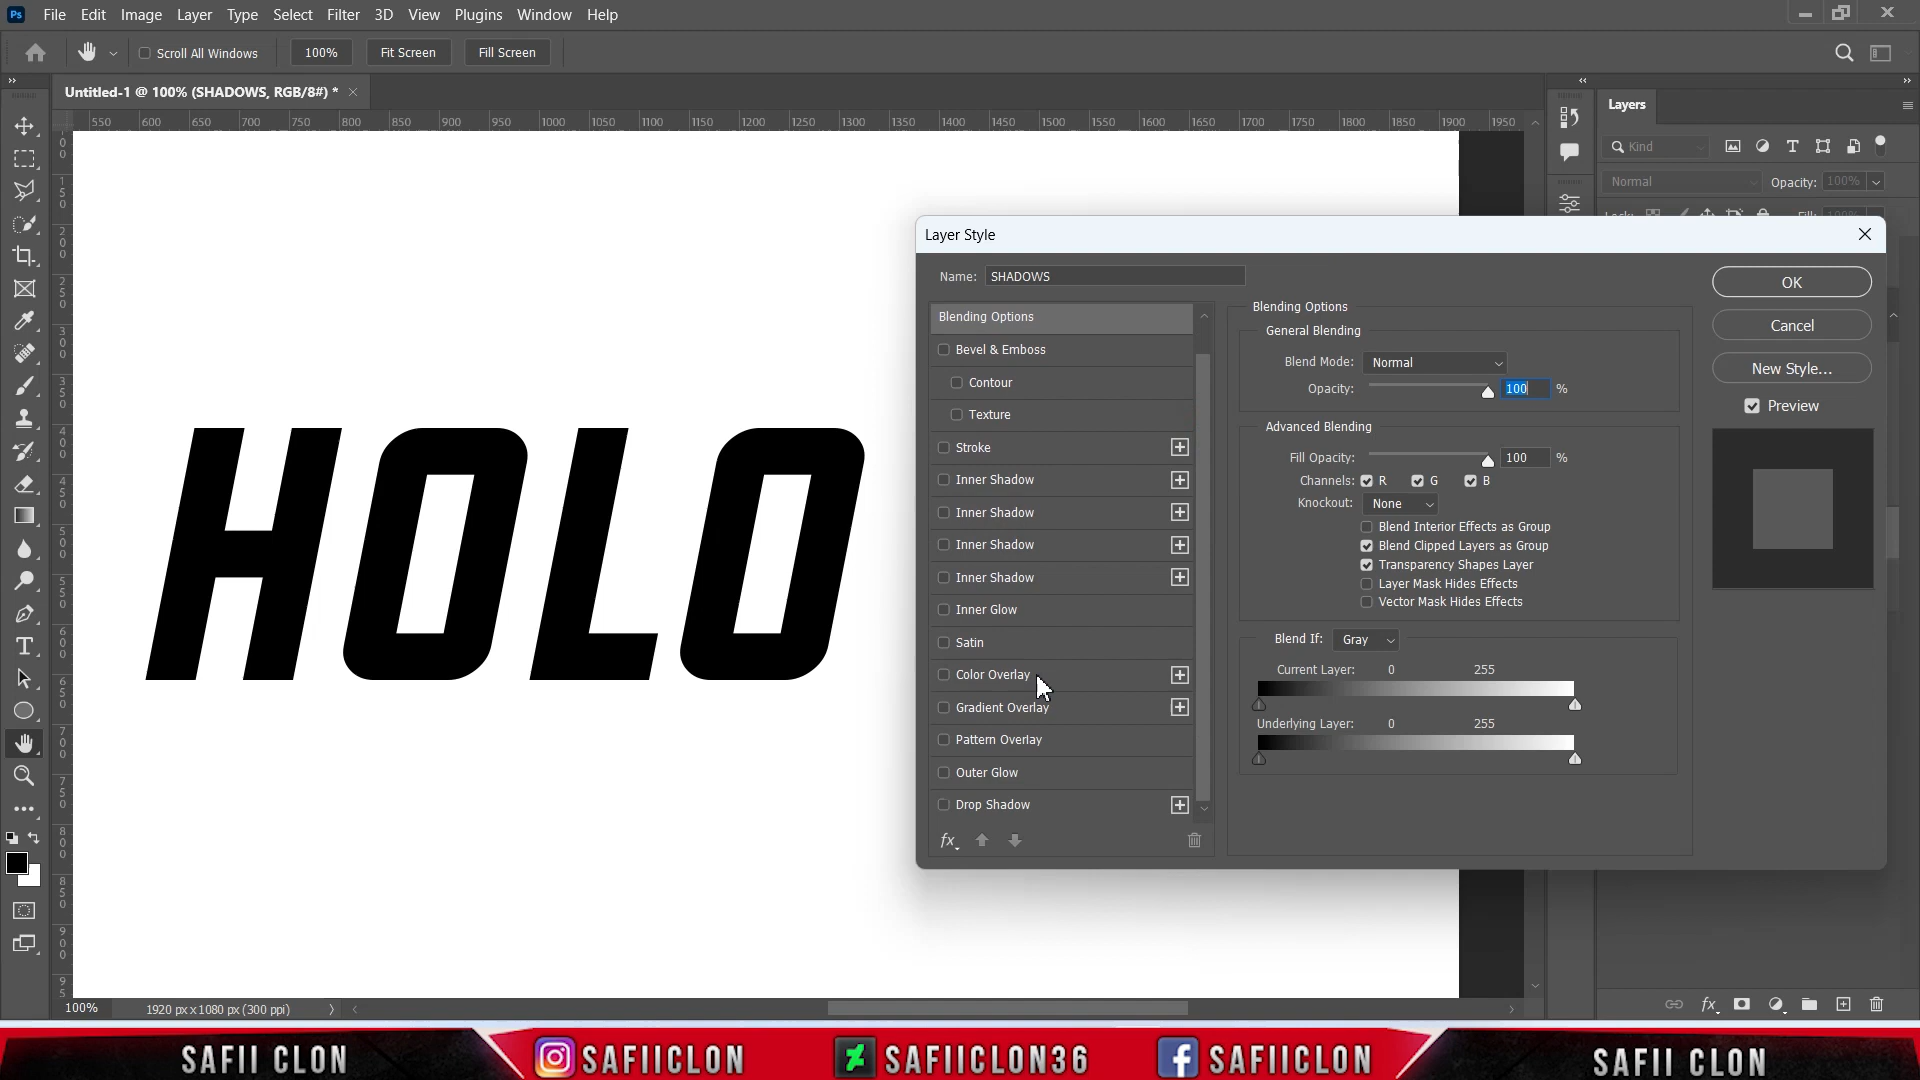 Ps File Edit Image Layer Type Select Filter 3D View Plugins Window Help
Scroll All Windows 100% Fit Screen Fill Screen
Untitled-1 @ 100% (SHADOWS, RGB/8#) *
550 600 650 700 750 800 850 900 950 1000 1050 1100 1150 1200 1250 1300 1350 1400 1450 1500 1550 1600 1650 1700 1750 1800 1850 1900 1950
Layers
Kind
Normal Opacity: 100%
HOLO
Layer Style
Name: SHADOWS
Blending Options
Bevel & Emboss
Contour
Texture
Stroke
Inner Shadow
Inner Shadow
Inner Shadow
Inner Shadow
Inner Glow
Satin
Color Overlay
Gradient Overlay
Pattern Overlay
Outer Glow
Drop Shadow
fx
Blending Options
General Blending
Blend Mode: Normal
Opacity: 100 %
Advanced Blending
Fill Opacity: 100 %
Channels: R G B
Knockout: None
Blend Interior Effects as Group
Blend Clipped Layers as Group
Transparency Shapes Layer
Layer Mask Hides Effects
Vector Mask Hides Effects
Blend If: Gray
Current Layer: 0 255
Underlying Layer: 0 255
OK
Cancel
New Style...
Preview
100% 1920 px x 1080 px (300 ppi)
fx
SAFII CLON SAFIICLON SAFIICLON36 SAFIICLON SAFII CLON